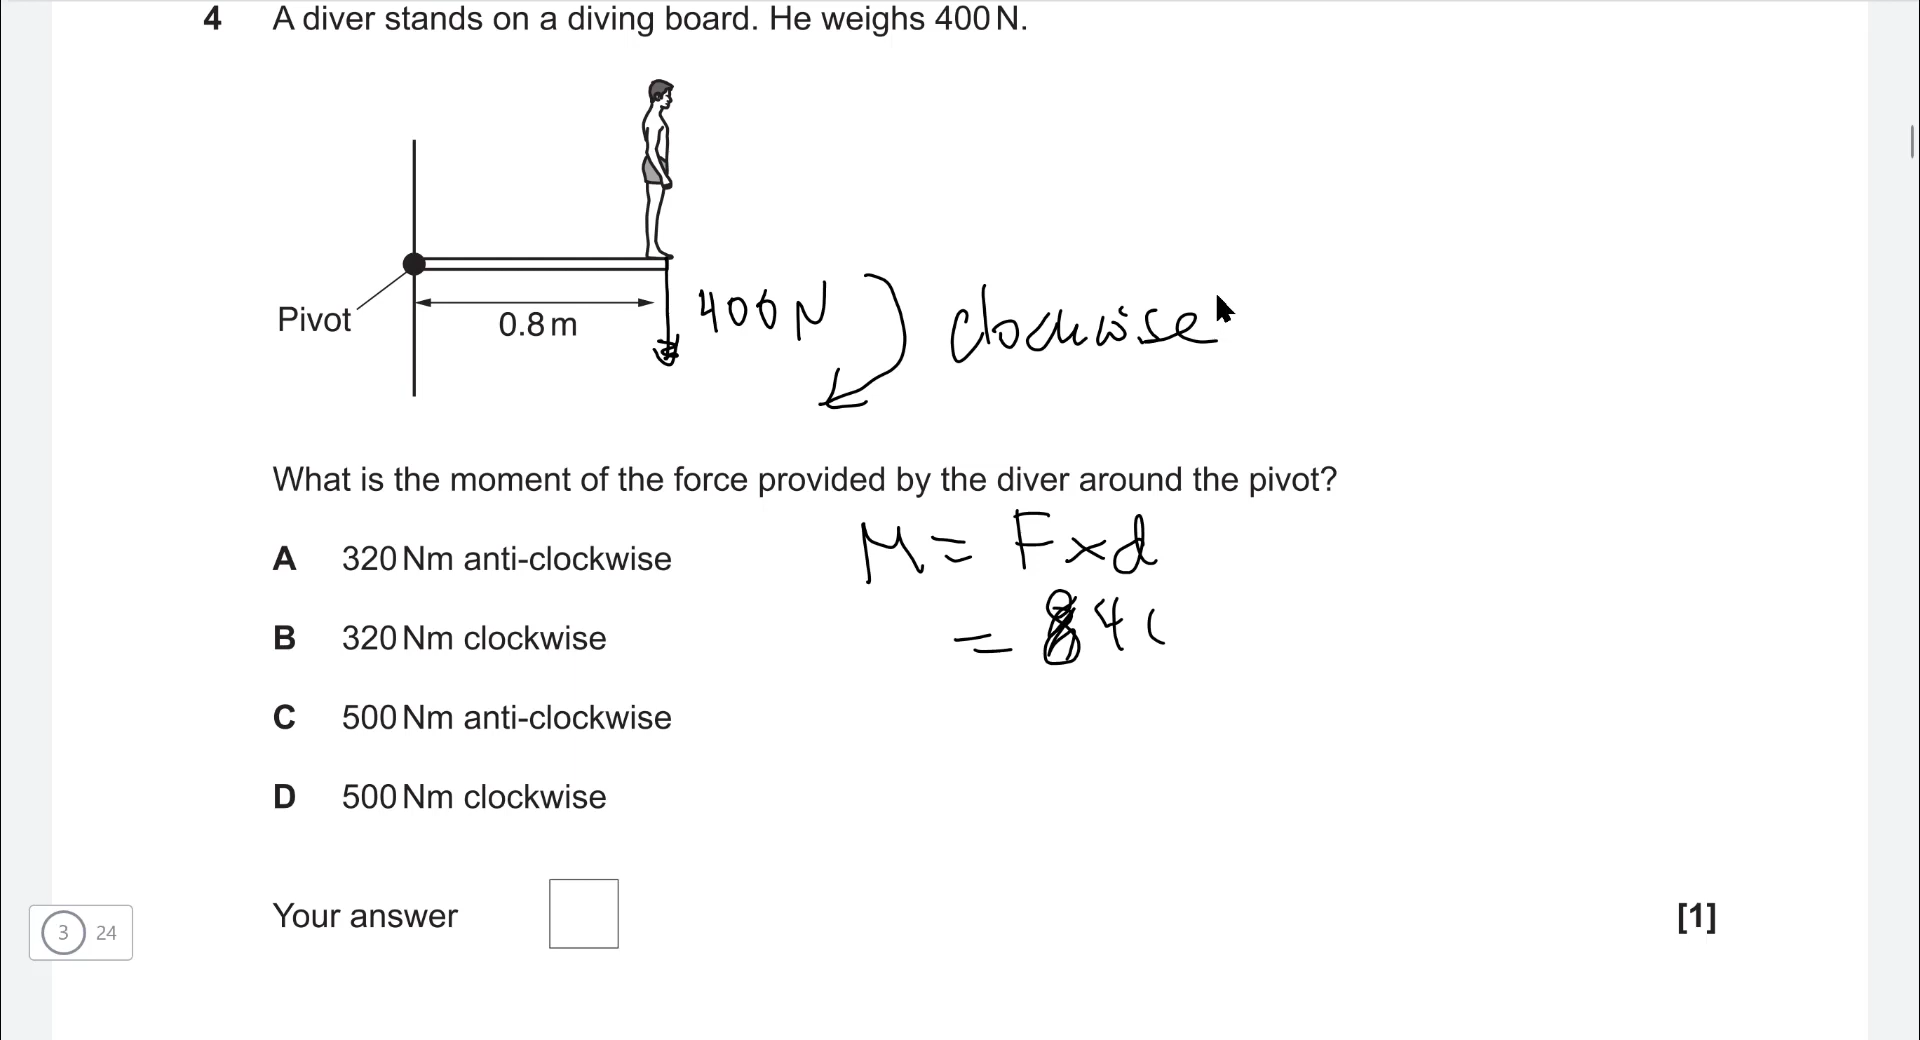 4 A diver stands on a diving board. He weighs 400 N.
Pivot
0.8 m
400 N
clockwise
What is the moment of the force provided by the diver around the pivot?
M = F × d
A 320 Nm anti-clockwise
= 4
B 320 Nm clockwise
C 500 Nm anti-clockwise
D 500 Nm clockwise
Your answer
[1]
3 24